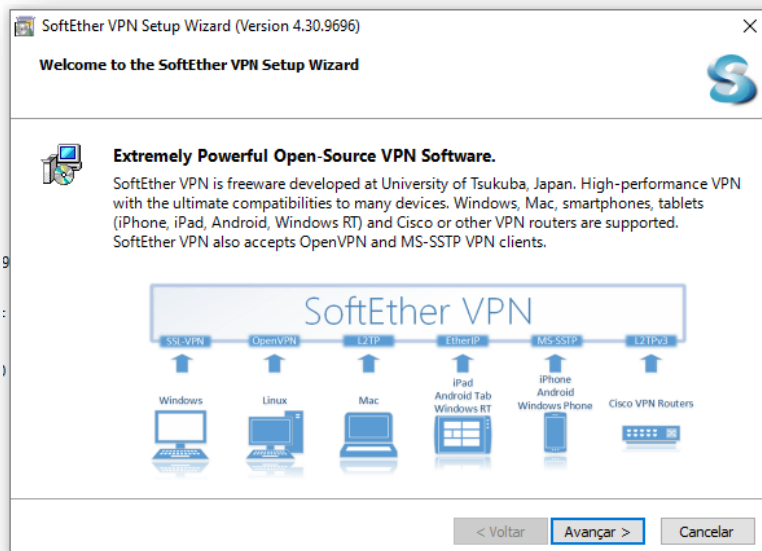 SoftEther VPN Setup Wizard (Version 4.30.9696)
Welcome to the SoftEther VPN Setup Wizard
Extremely Powerful Open-Source VPN Software.
SoftEther VPN is freeware developed at University of Tsukuba, Japan. High-performance VPN
with the ultimate compatibilities to many devices. Windows, Mac, smartphones, tablets
(iPhone, iPad, Android, Windows RT) and Cisco or other VPN routers are supported.
SoftEther VPN also accepts OpenVPN and MS-SSTP VPN clients.
SoftEther VPN
SSL-VPN OpenVPN L2TP EtherIP MS-SSTP L2TPv3
Windows
Linux
Mac
iPad
Android Tab
Windows RT
iPhone
Android
Windows Phone
Cisco VPN Routers
< Voltar Avançar > Cancelar